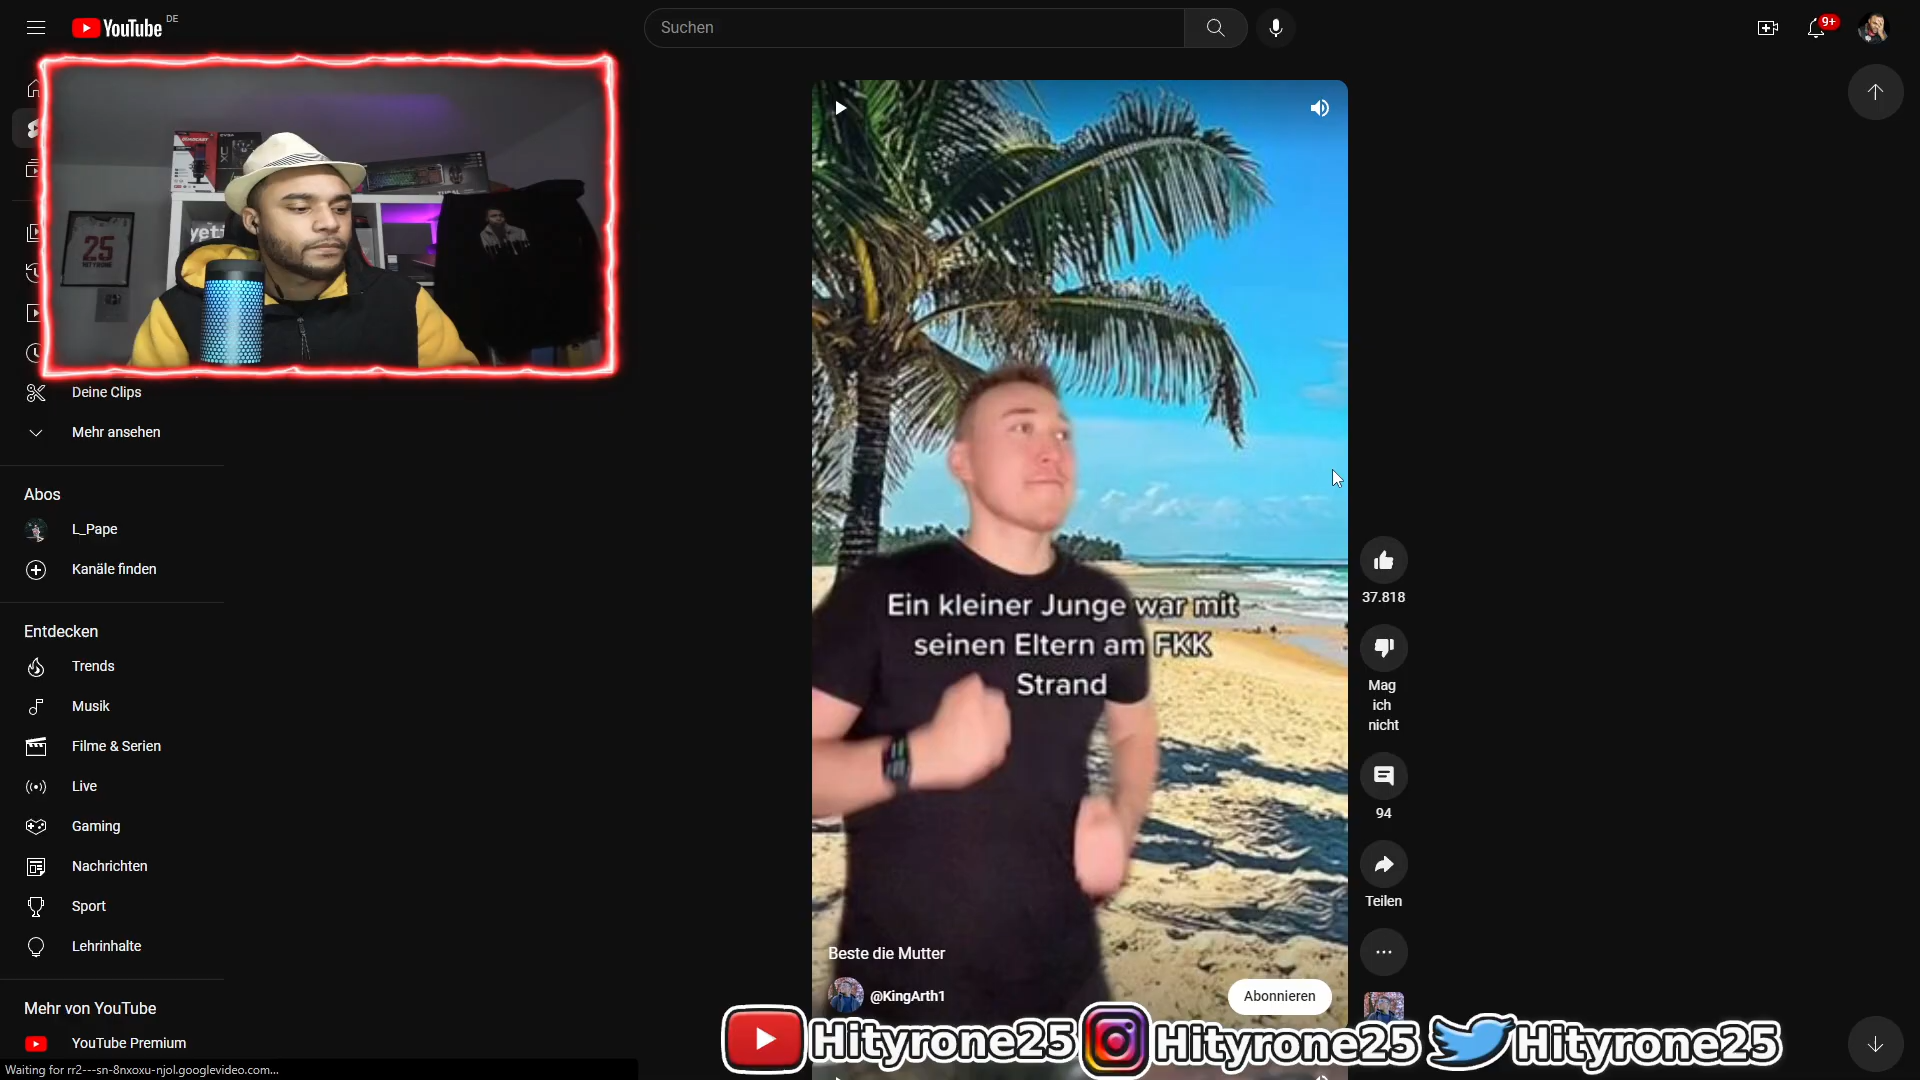 YouTube DE
Suchen
9+
25
HITYRONE
yeti
Deine Clips
Mehr ansehen
Abos
L_Pape
Kanäle finden
Entdecken
Trends
Musik
Filme & Serien
Live
Gaming
Nachrichten
Sport
Lehrinhalte
Mehr von YouTube
YouTube Premium
Waiting for rr2---sn-8nxoxu-njol.googlevideo.com...
Ein kleiner Junge war mit
seinen Eltern am FKK
Strand
Beste die Mutter
@KingArth1
Abonnieren
37.818
Mag
ich
nicht
94
Teilen
Hityrone25
Hityrone25
Hityrone25